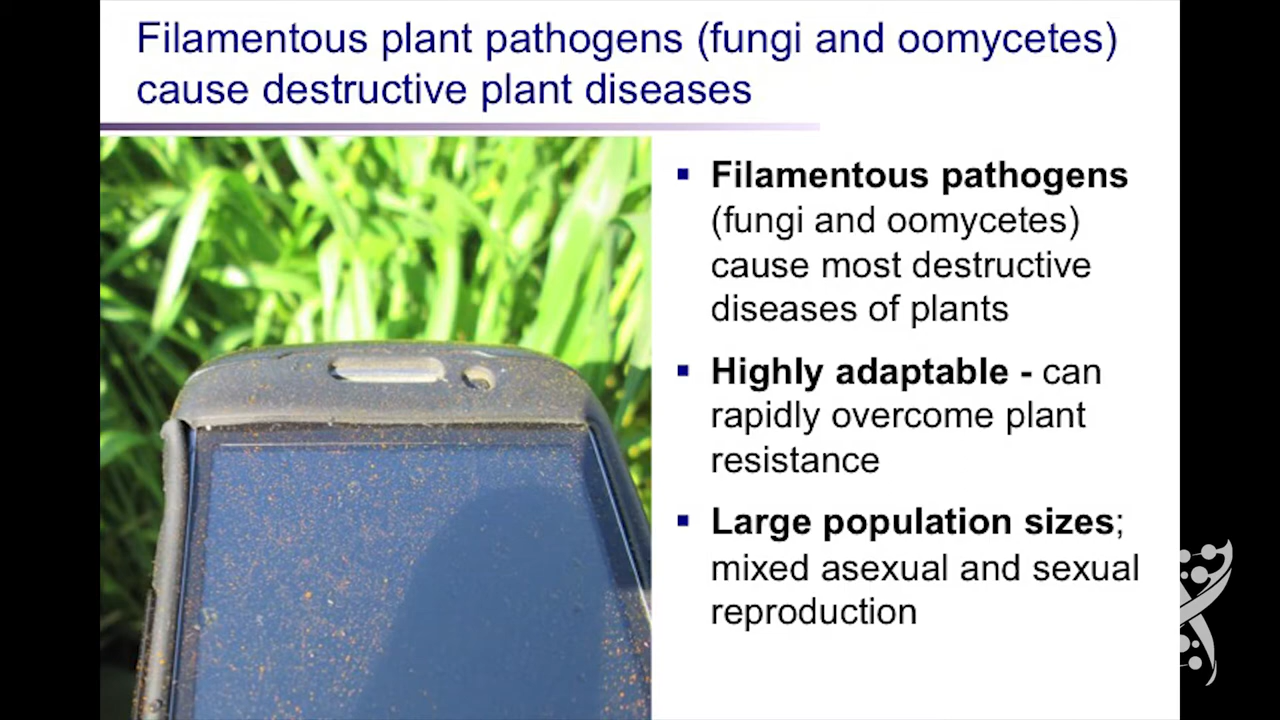 Filamentous plant pathogens (fungi and oomycetes)
cause destructive plant diseases
▪ Filamentous pathogens
(fungi and oomycetes)
cause most destructive
diseases of plants
▪ Highly adaptable - can
rapidly overcome plant
resistance
▪ Large population sizes;
mixed asexual and sexual
reproduction